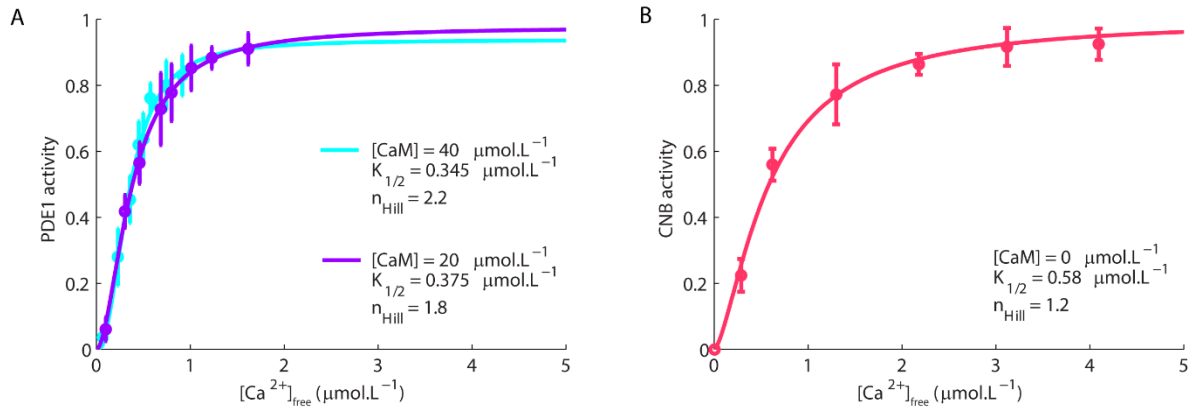 A
PDE1 activity
1
0.8
0.6
0.4
0.2
0
0 1 2 3 4 5
[Ca 2+]free (μmol.L−1)
[CaM] = 40 μmol.L−1
K1/2 = 0.345 μmol.L−1
nHill = 2.2
[CaM] = 20 μmol.L−1
K1/2 = 0.375 μmol.L−1
nHill = 1.8
B
CNB activity
1
0.8
0.6
0.4
0.2
0
0 1 2 3 4 5
[Ca 2+]free (μmol.L−1)
[CaM] = 0 μmol.L−1
K1/2 = 0.58 μmol.L−1
nHill = 1.2